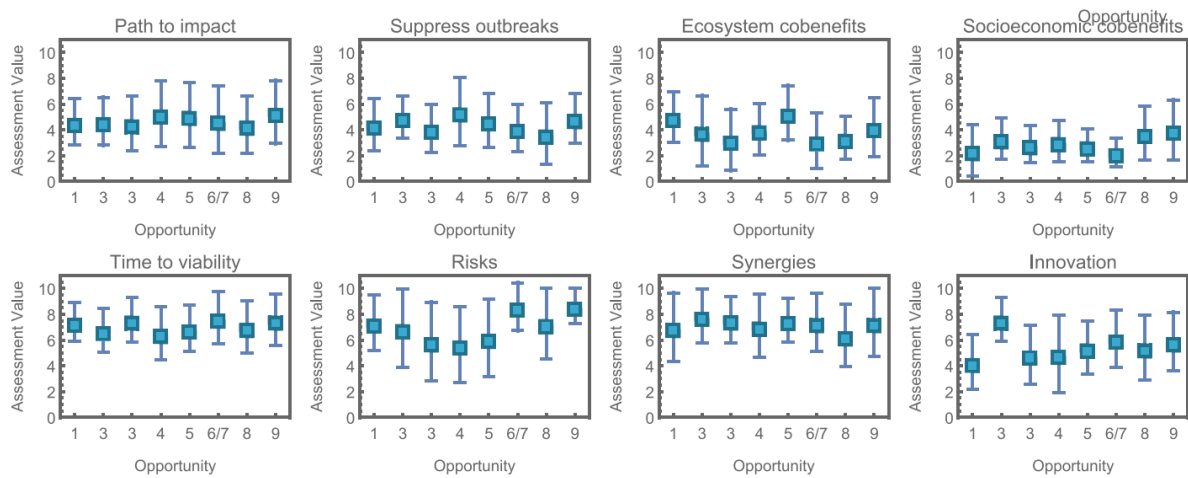 Opportunity
Path to impact
Suppress outbreaks
Ecosystem cobenefits
Socioeconomic cobenefits
Assessment Value
10
8
6
4
2
0
1 3 3 4 5 6/7 8 9
Opportunity
Assessment Value
10
8
6
4
2
0
1 3 3 4 5 6/7 8 9
Opportunity
Assessment Value
10
8
6
4
2
0
1 3 3 4 5 6/7 8 9
Opportunity
Assessment Value
10
8
6
4
2
0
1 3 3 4 5 6/7 8 9
Opportunity
Time to viability
Risks
Synergies
Innovation
Assessment Value
10
8
6
4
2
0
1 3 3 4 5 6/7 8 9
Opportunity
Assessment Value
10
8
6
4
2
0
1 3 3 4 5 6/7 8 9
Opportunity
Assessment Value
10
8
6
4
2
0
1 3 3 4 5 6/7 8 9
Opportunity
Assessment Value
10
8
6
4
2
0
1 3 3 4 5 6/7 8 9
Opportunity